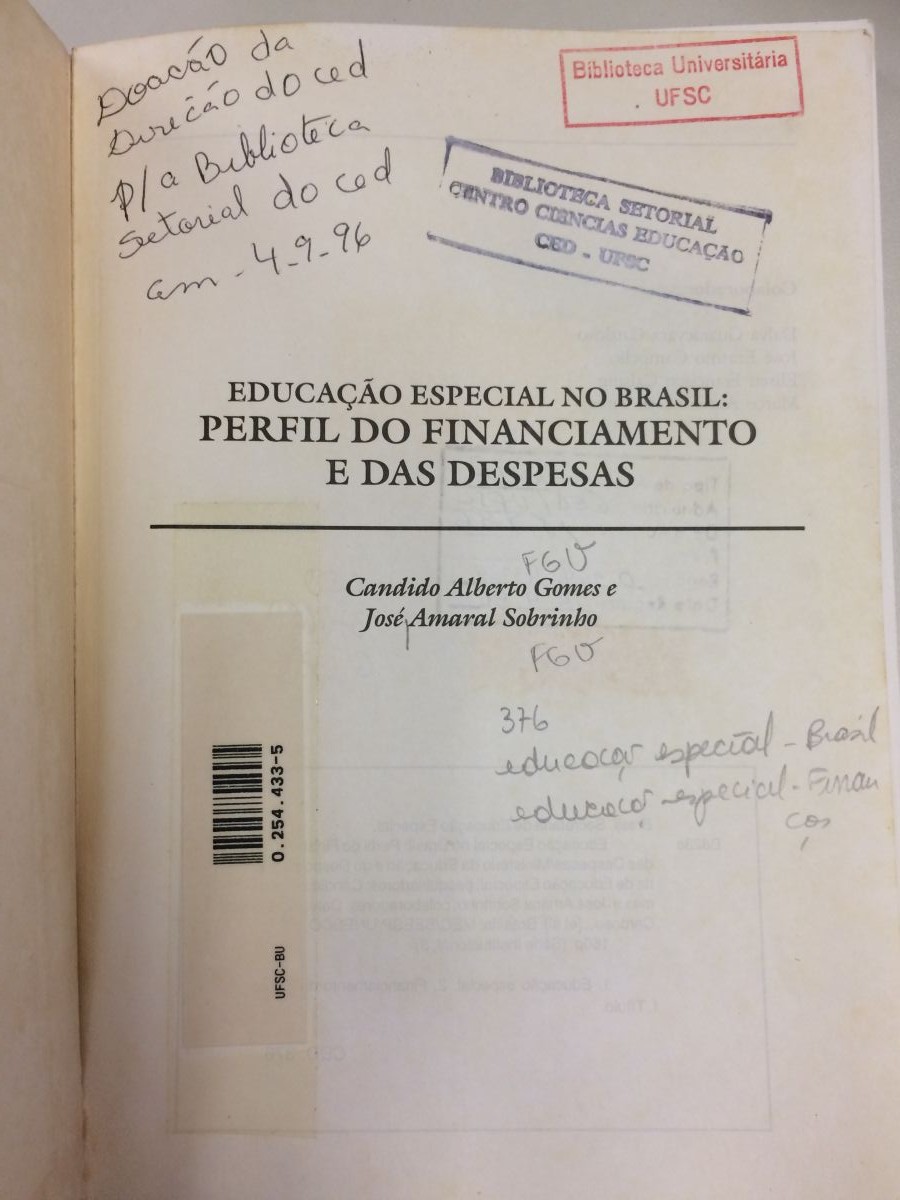 Doação da
Direção do ced
p/a Biblioteca
Setorial do ced
em - 4-9-96
Biblioteca Universitária
UFSC
BIBLIOTECA SETORIAL
CENTRO CIENCIAS EDUCAÇÃO
CED - UFSC
EDUCAÇÃO ESPECIAL NO BRASIL:
PERFIL DO FINANCIAMENTO
E DAS DESPESAS
FGV
Candido Alberto Gomes e
José Amaral Sobrinho
FGV
376
educação especial - Brasil
educação especial - Finan
ças
0.254.433-5
UFSC-BU